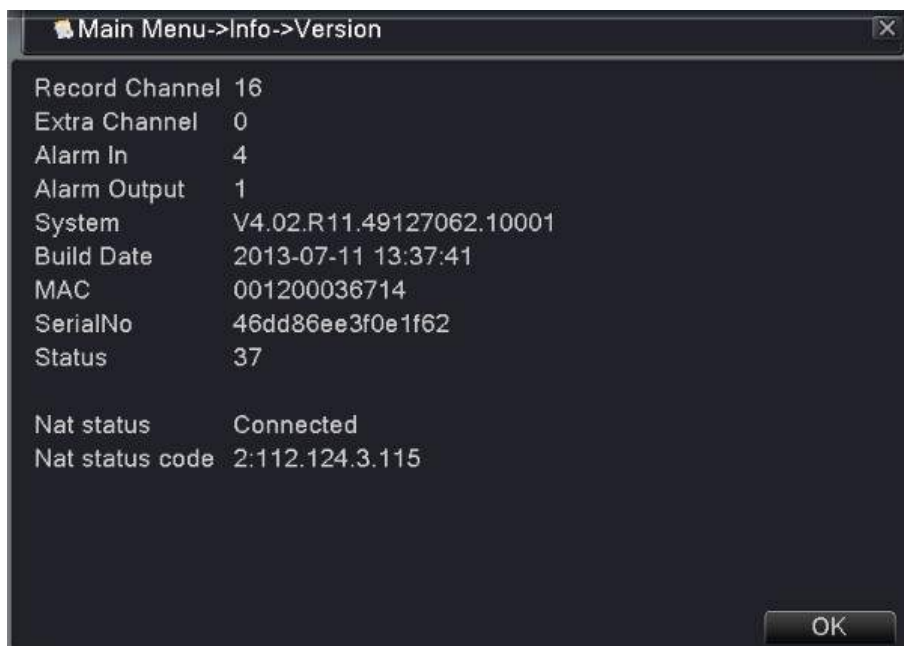 Main Menu->Info->Version
Record Channel 16
Extra Channel 0
Alarm In 4
Alarm Output 1
System V4.02.R11.49127062.10001
Build Date 2013-07-11 13:37:41
MAC 001200036714
SerialNo 46dd86ee3f0e1f62
Status 37
Nat status Connected
Nat status code 2:112.124.3.115
OK